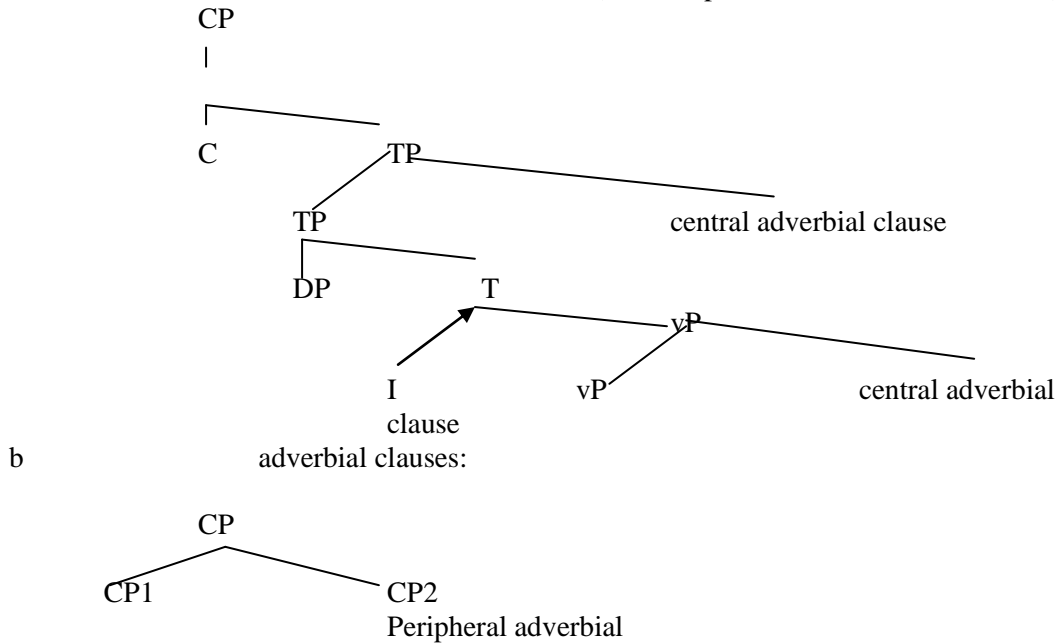 CP
C TP
TP central adverbial clause
DP T
vP
I vP central adverbial
clause
b adverbial clauses:
CP
CP1 CP2
Peripheral adverbial